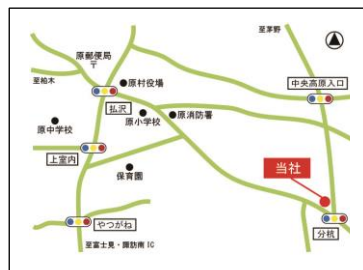 至茅野
原郵便局
〒
至柏木
原村役場
中央高原入口
払沢
原消防署
原小学校
原中学校
上室内
当社
保育園
やつがね
分杭
至富士見・諏訪南IC